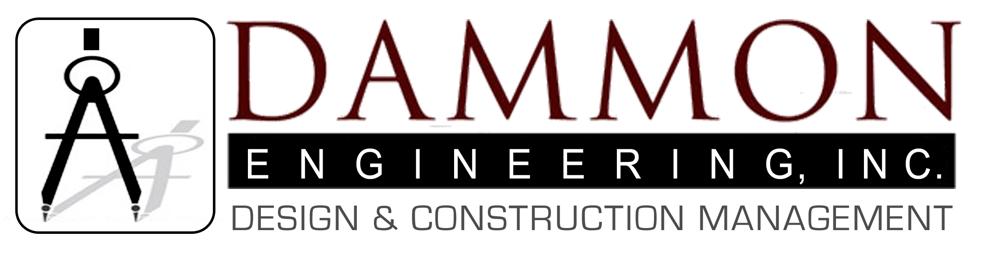 DAMMON
ENGINEERING, INC.
DESIGN & CONSTRUCTION MANAGEMENT